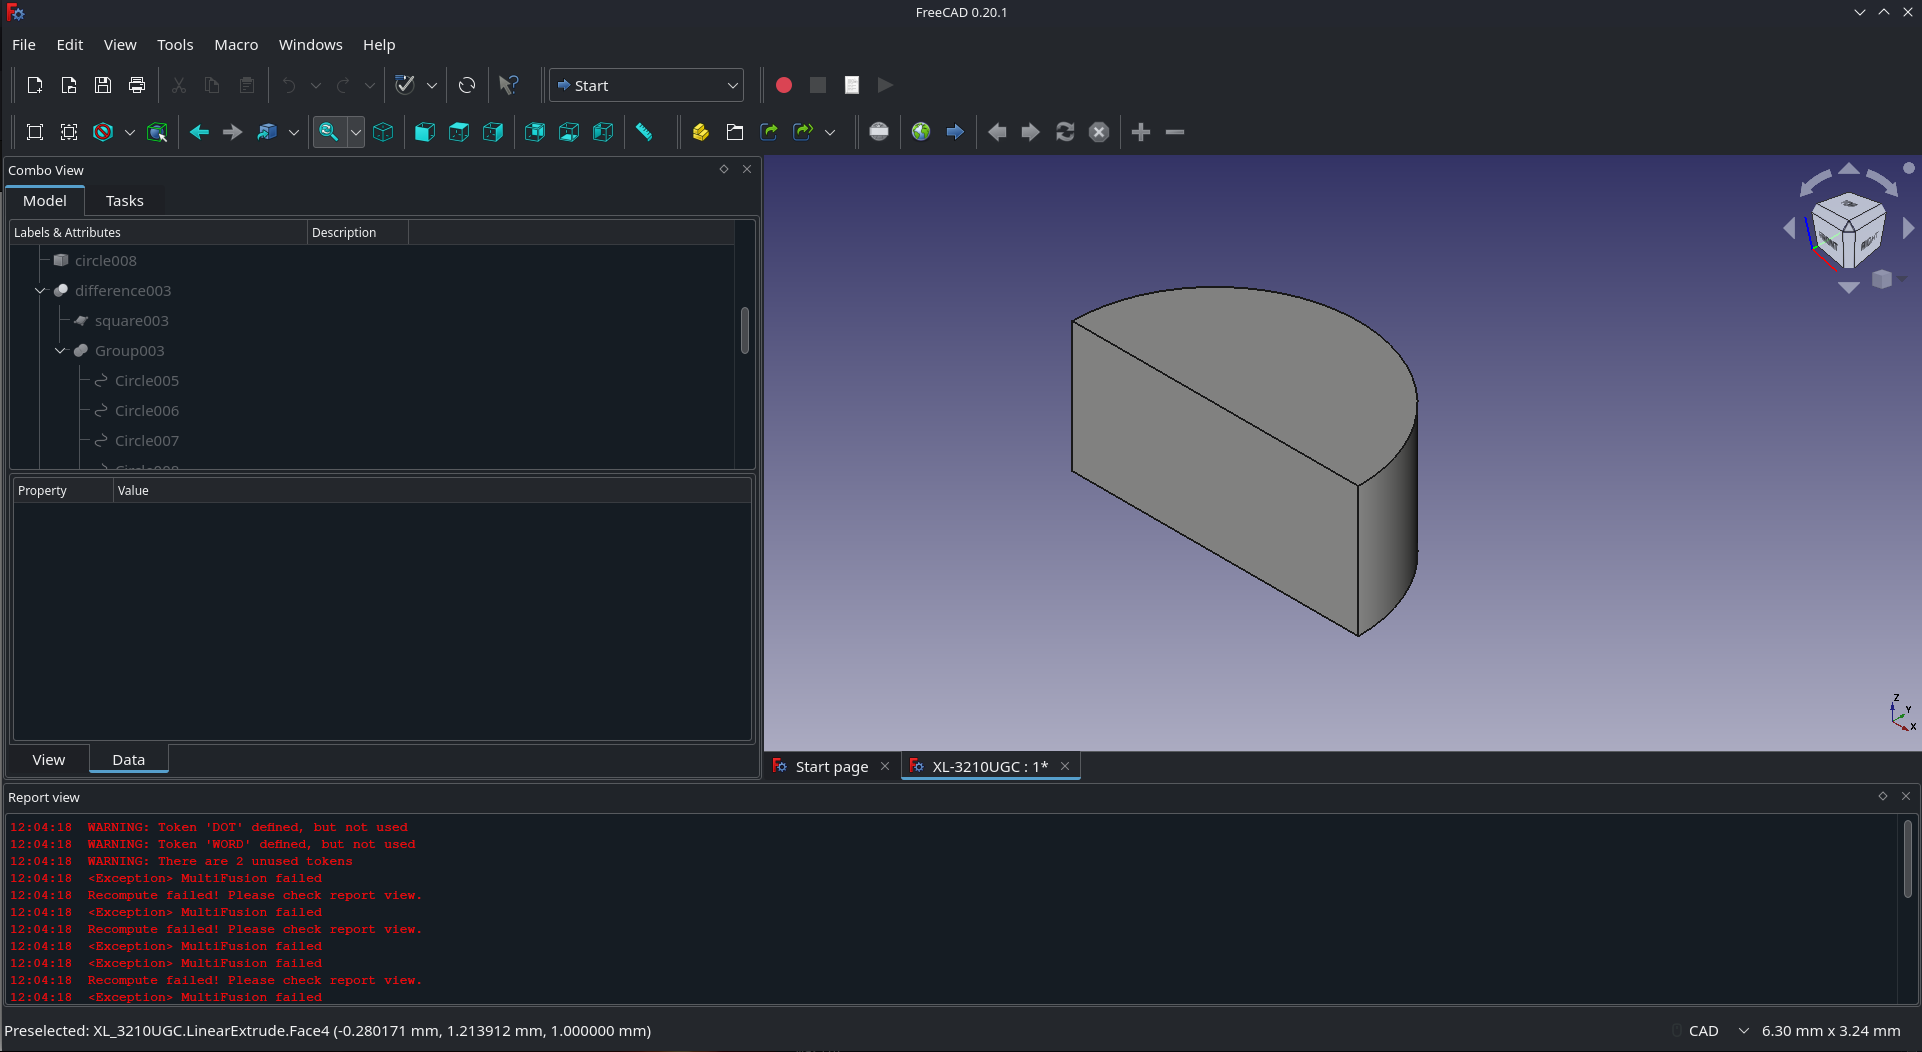 FreeCAD 0.20.1
File Edit View Tools Macro Windows Help
Start
Combo View
Model Tasks
Labels & Attributes Description
circle008
difference003
square003
Group003
Circle005
Circle006
Circle007
Property Value
View Data
FRONT RIGHT
Z
Y
X
Start page XL-3210UGC : 1*
Report view
12:04:18 WARNING: Token 'DOT' defined, but not used
12:04:18 WARNING: Token 'WORD' defined, but not used
12:04:18 WARNING: There are 2 unused tokens
12:04:18 <Exception> MultiFusion failed
12:04:18 Recompute failed! Please check report view.
12:04:18 <Exception> MultiFusion failed
12:04:18 Recompute failed! Please check report view.
12:04:18 <Exception> MultiFusion failed
12:04:18 <Exception> MultiFusion failed
12:04:18 Recompute failed! Please check report view.
12:04:18 <Exception> MultiFusion failed
Preselected: XL_3210UGC.LinearExtrude.Face4 (-0.280171 mm, 1.213912 mm, 1.000000 mm) CAD 6.30 mm x 3.24 mm